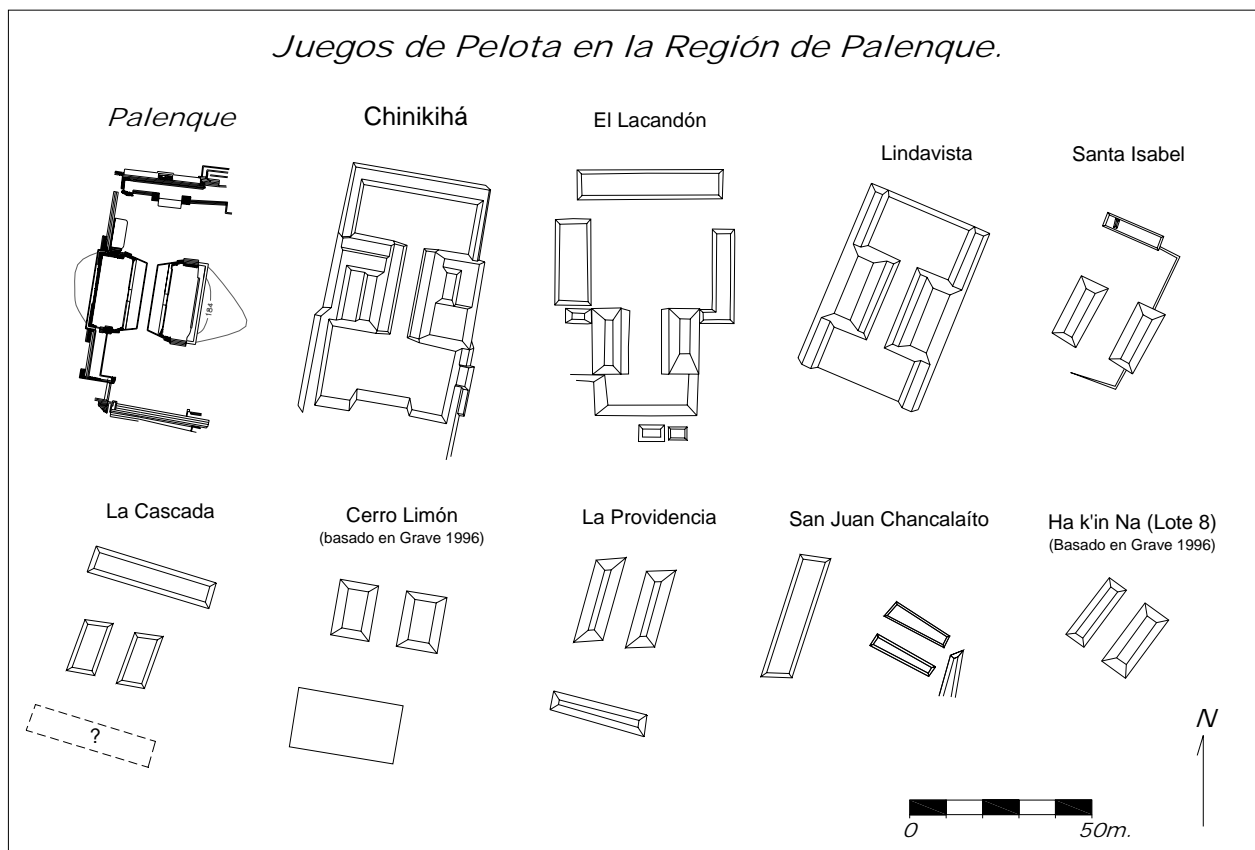 Juegos de Pelota en la Región de Palenque.
Palenque
Chinikihá
El Lacandón
Lindavista
Santa Isabel
184
La Cascada
Cerro Limón
(basado en Grave 1996)
La Providencia
San Juan Chancalaíto
Ha k'in Na (Lote 8)
(Basado en Grave 1996)
?
N
0
50m.